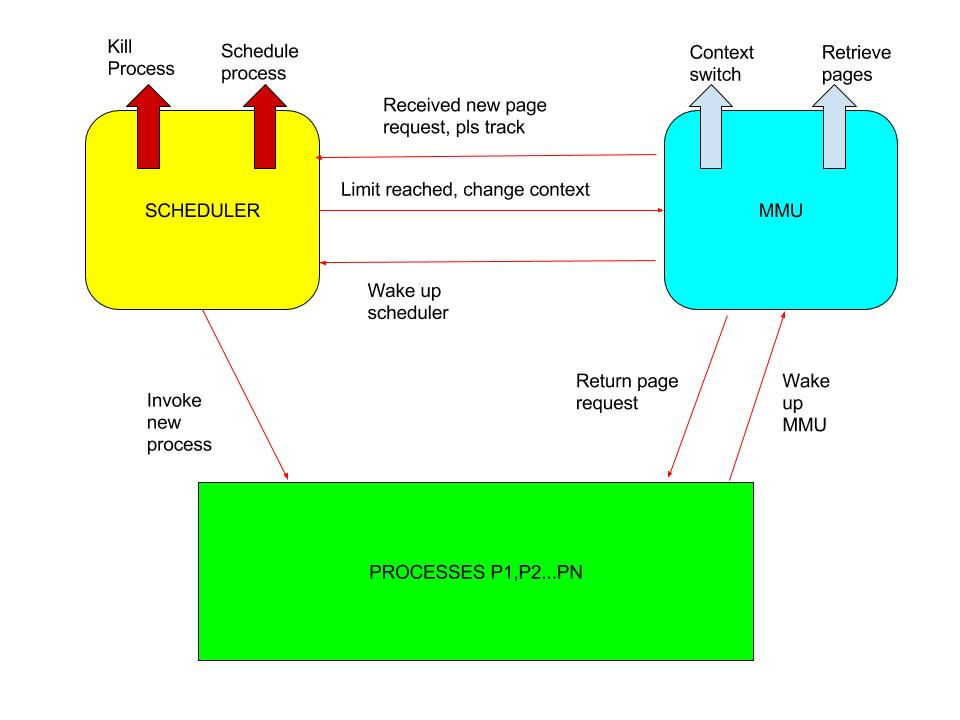 Kill
Process
Schedule
process
Context
switch
Retrieve
pages
Received new page
request, pls track
Limit reached, change context
SCHEDULER
MMU
Wake up
scheduler
Invoke
new
process
Return page
request
Wake
up
MMU
PROCESSES P1,P2...PN